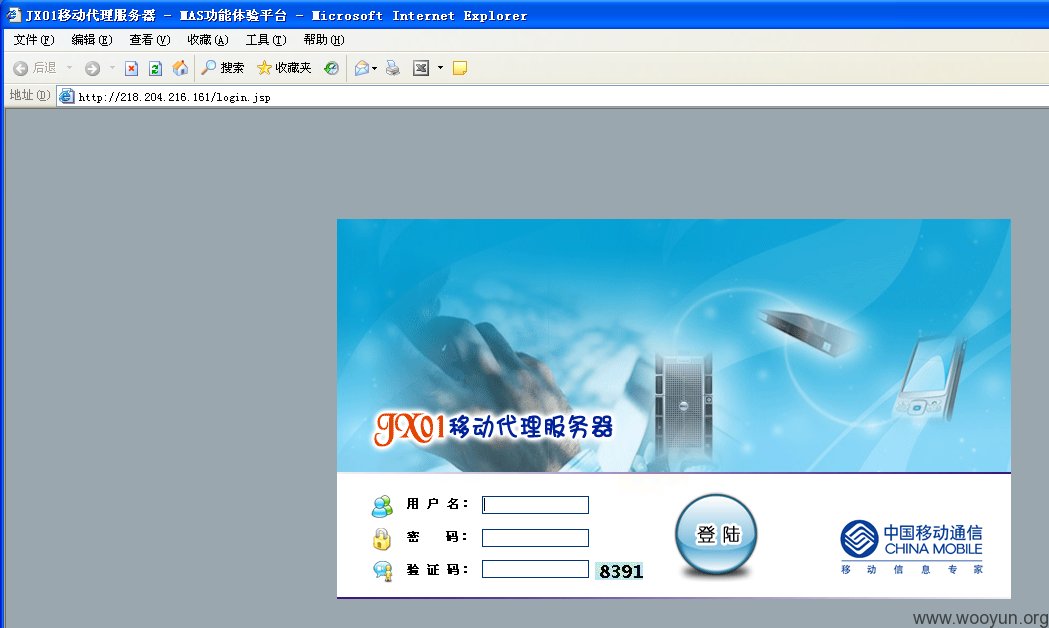 JX01移动代理服务器 - MAS功能体验平台 - Microsoft Internet Explorer
文件(F) 编辑(E) 查看(V) 收藏(A) 工具(T) 帮助(H)
后退 搜索 收藏夹
地址(D) http://218.204.216.161/login.jsp
JX01移动代理服务器
用 户 名：
密 码：
验 证 码： 8391
登 陆
中国移动通信
CHINA MOBILE
移 动 信 息 专 家
www.wooyun.org